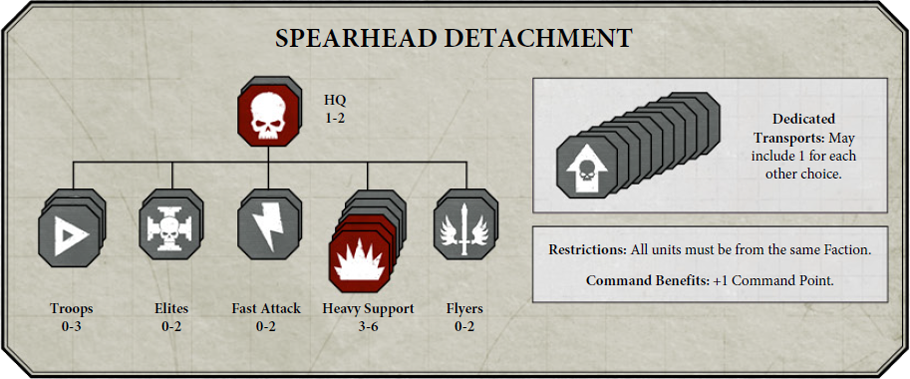 SPEARHEAD DETACHMENT
HQ
1-2
Troops
0-3
Elites
0-2
Fast Attack
0-2
Heavy Support
3-6
Flyers
0-2
Dedicated
Transports: May
include 1 for each
other choice.
Restrictions: All units must be from the same Faction.
Command Benefits: +1 Command Point.